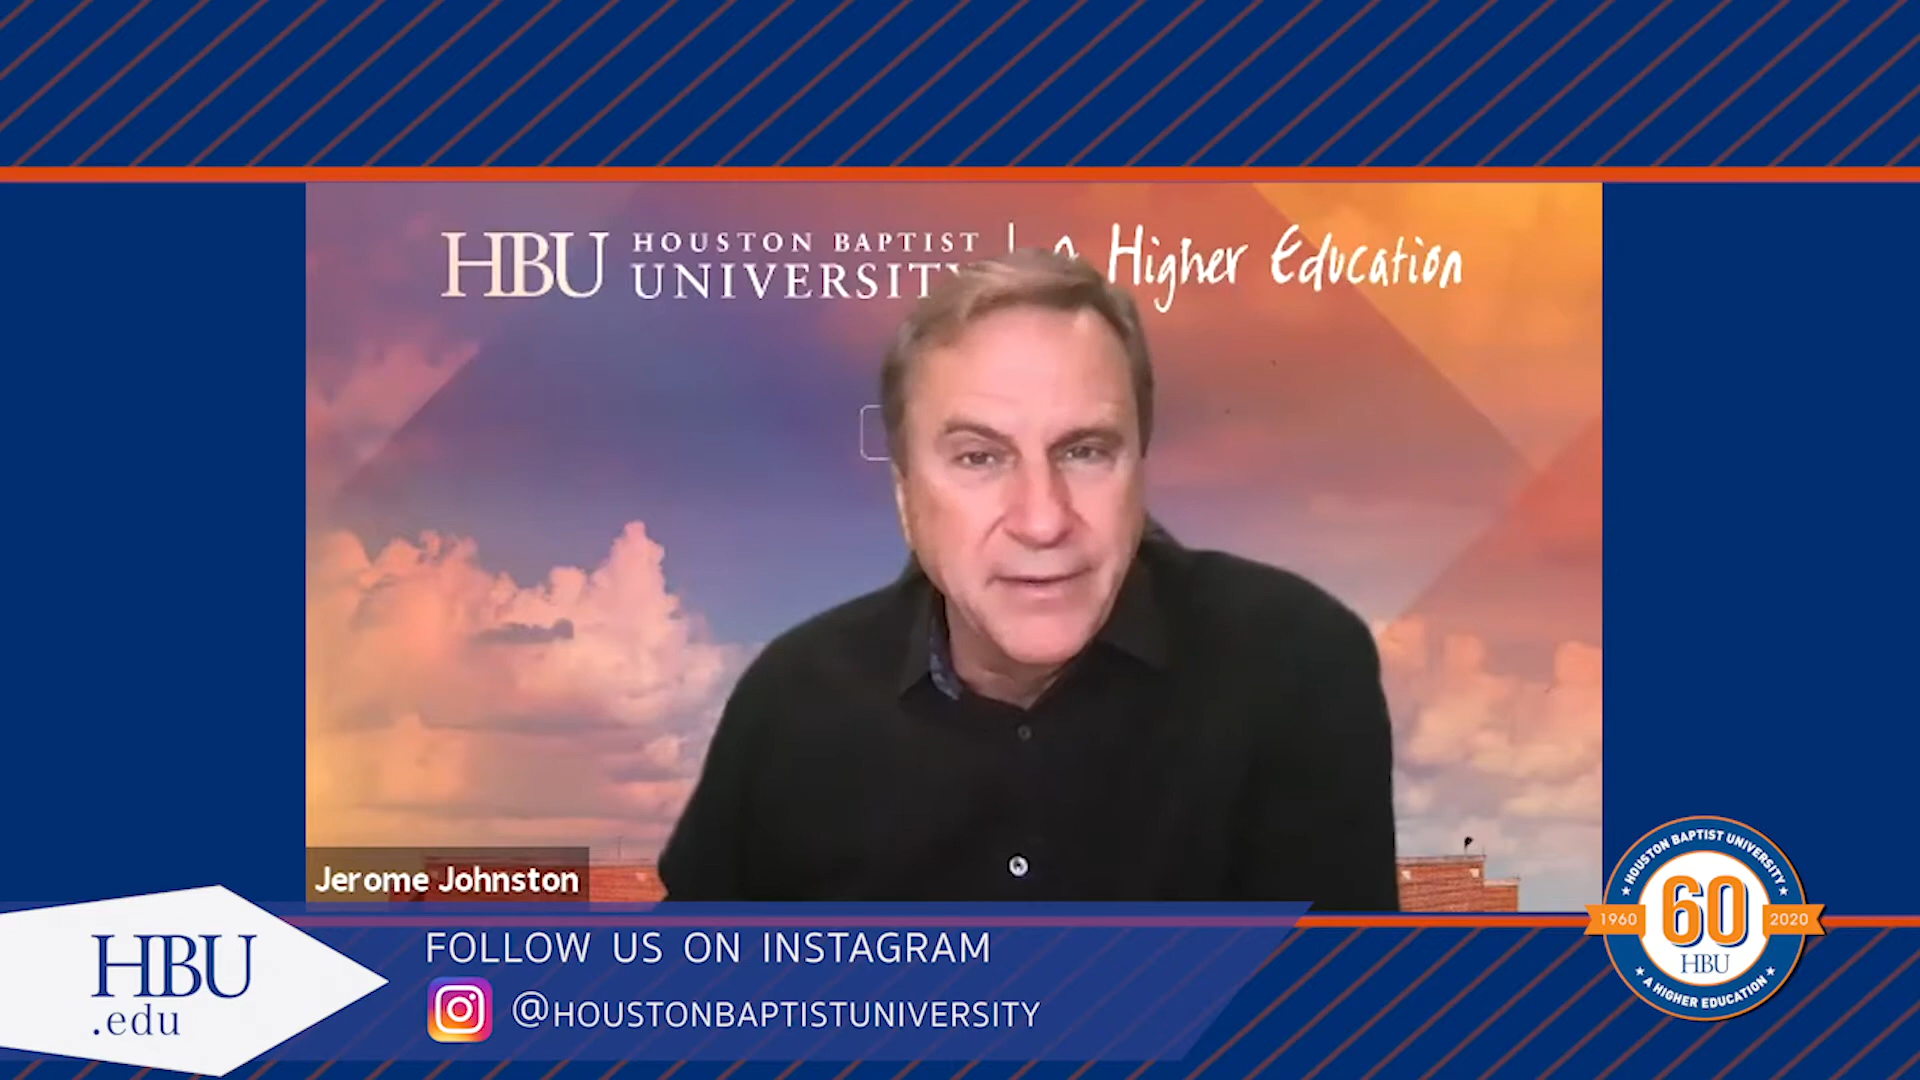 HBU HOUSTON BAPTIST UNIVERSITY | a Higher Education
Jerome Johnston
HBU
.edu
FOLLOW US ON INSTAGRAM
@HOUSTONBAPTISTUNIVERSITY
HOUSTON BAPTIST UNIVERSITY
1960 60 2020
HBU
A HIGHER EDUCATION